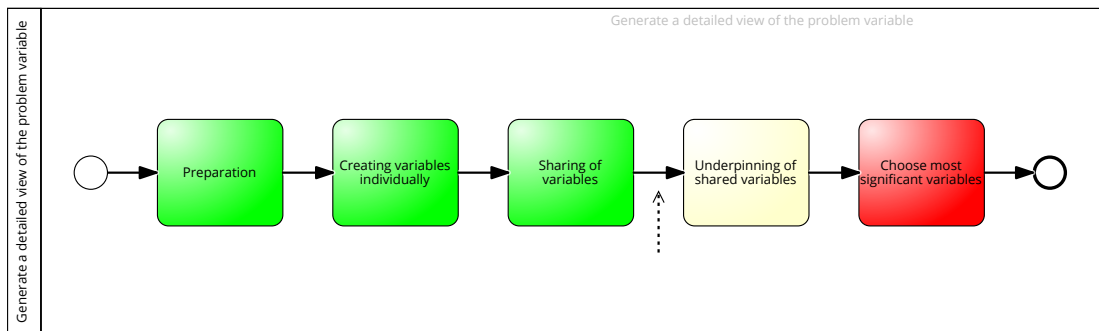 Generate a detailed view of the problem variable
Generate a detailed view of the problem variable
Preparation
Creating variables
individually
Sharing of
variables
Underpinning of
shared variables
Choose most
significant variables